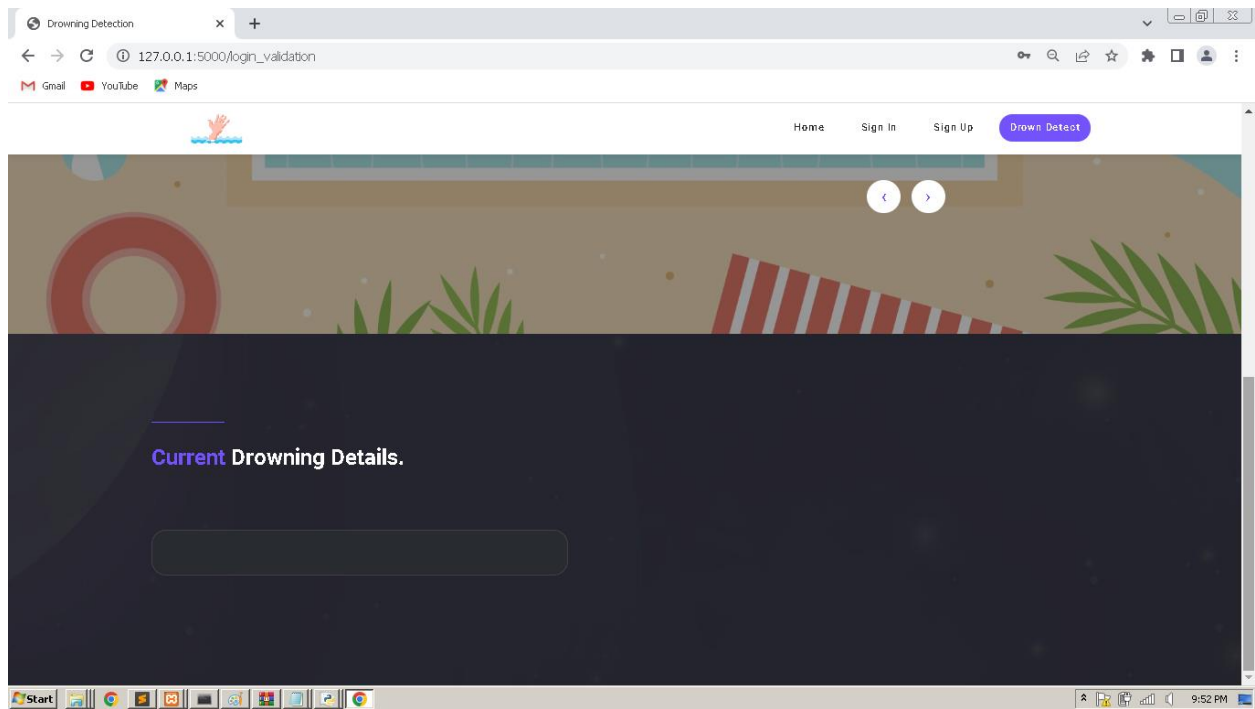 Drowning Detection
127.0.0.1:5000/login_validation
Gmail YouTube Maps
Home Sign In Sign Up Drown Detect
Current Drowning Details.
Start 9:52 PM